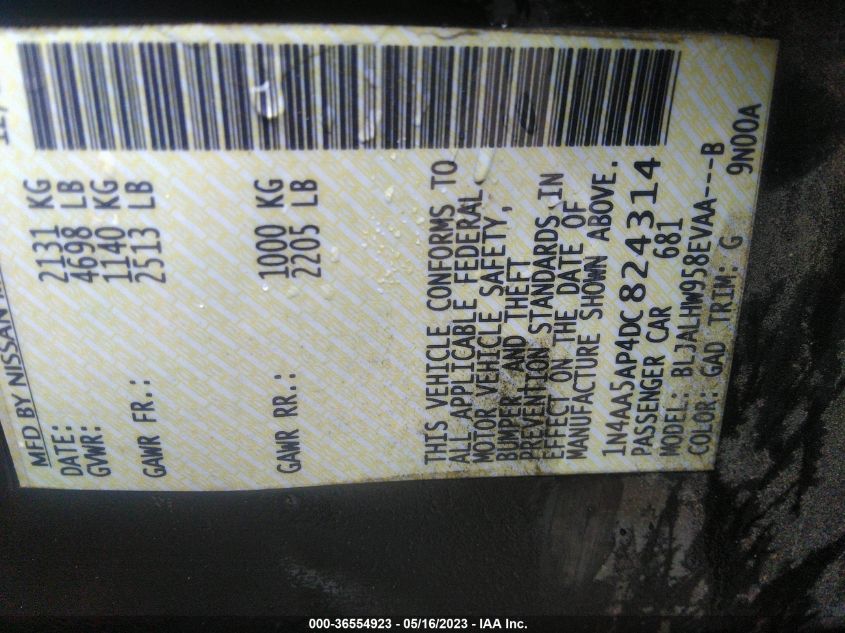 MFD BY NISSAN
DATE: 12/
GVWR: 2131 KG
4698 LB
GAWR FR.: 1140 KG
2513 LB
GAWR RR.: 1000 KG
2205 LB
THIS VEHICLE CONFORMS TO
ALL APPLICABLE FEDERAL
MOTOR VEHICLE SAFETY,
BUMPER AND THEFT
PREVENTION STANDARDS IN
EFFECT ON THE DATE OF
MANUFACTURE SHOWN ABOVE.
1N4AA5AP4DC824314
PASSENGER CAR 681
MODEL: BLJALHW958EVAA----B
COLOR: GAD TRIM: G 9N00A
000-36554923 - 05/16/2023 - IAA Inc.